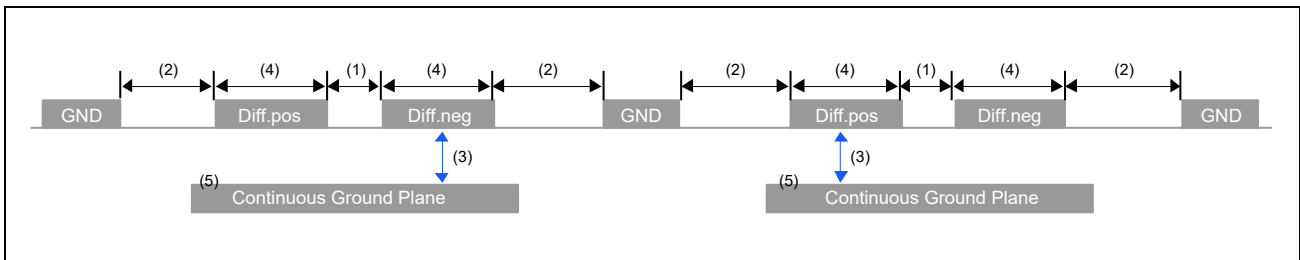 (2) (4) (1) (4) (2) (2) (4) (1) (4) (2)
GND Diff.pos Diff.neg GND Diff.pos Diff.neg GND
(3) (3)
(5) Continuous Ground Plane (5) Continuous Ground Plane